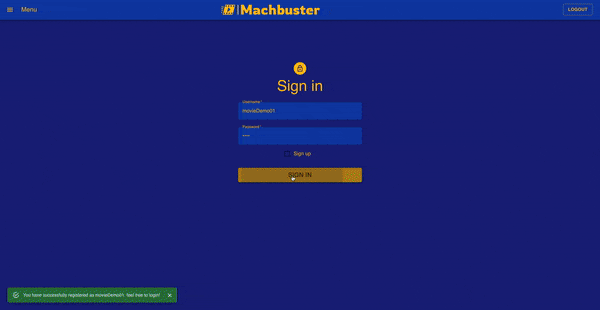 Menu
Machbuster
LOGOUT
Sign in
Username *
movieDemo01
Password *
Sign up
SIGN IN
You have successfully registered as movieDemo01 feel free to login!